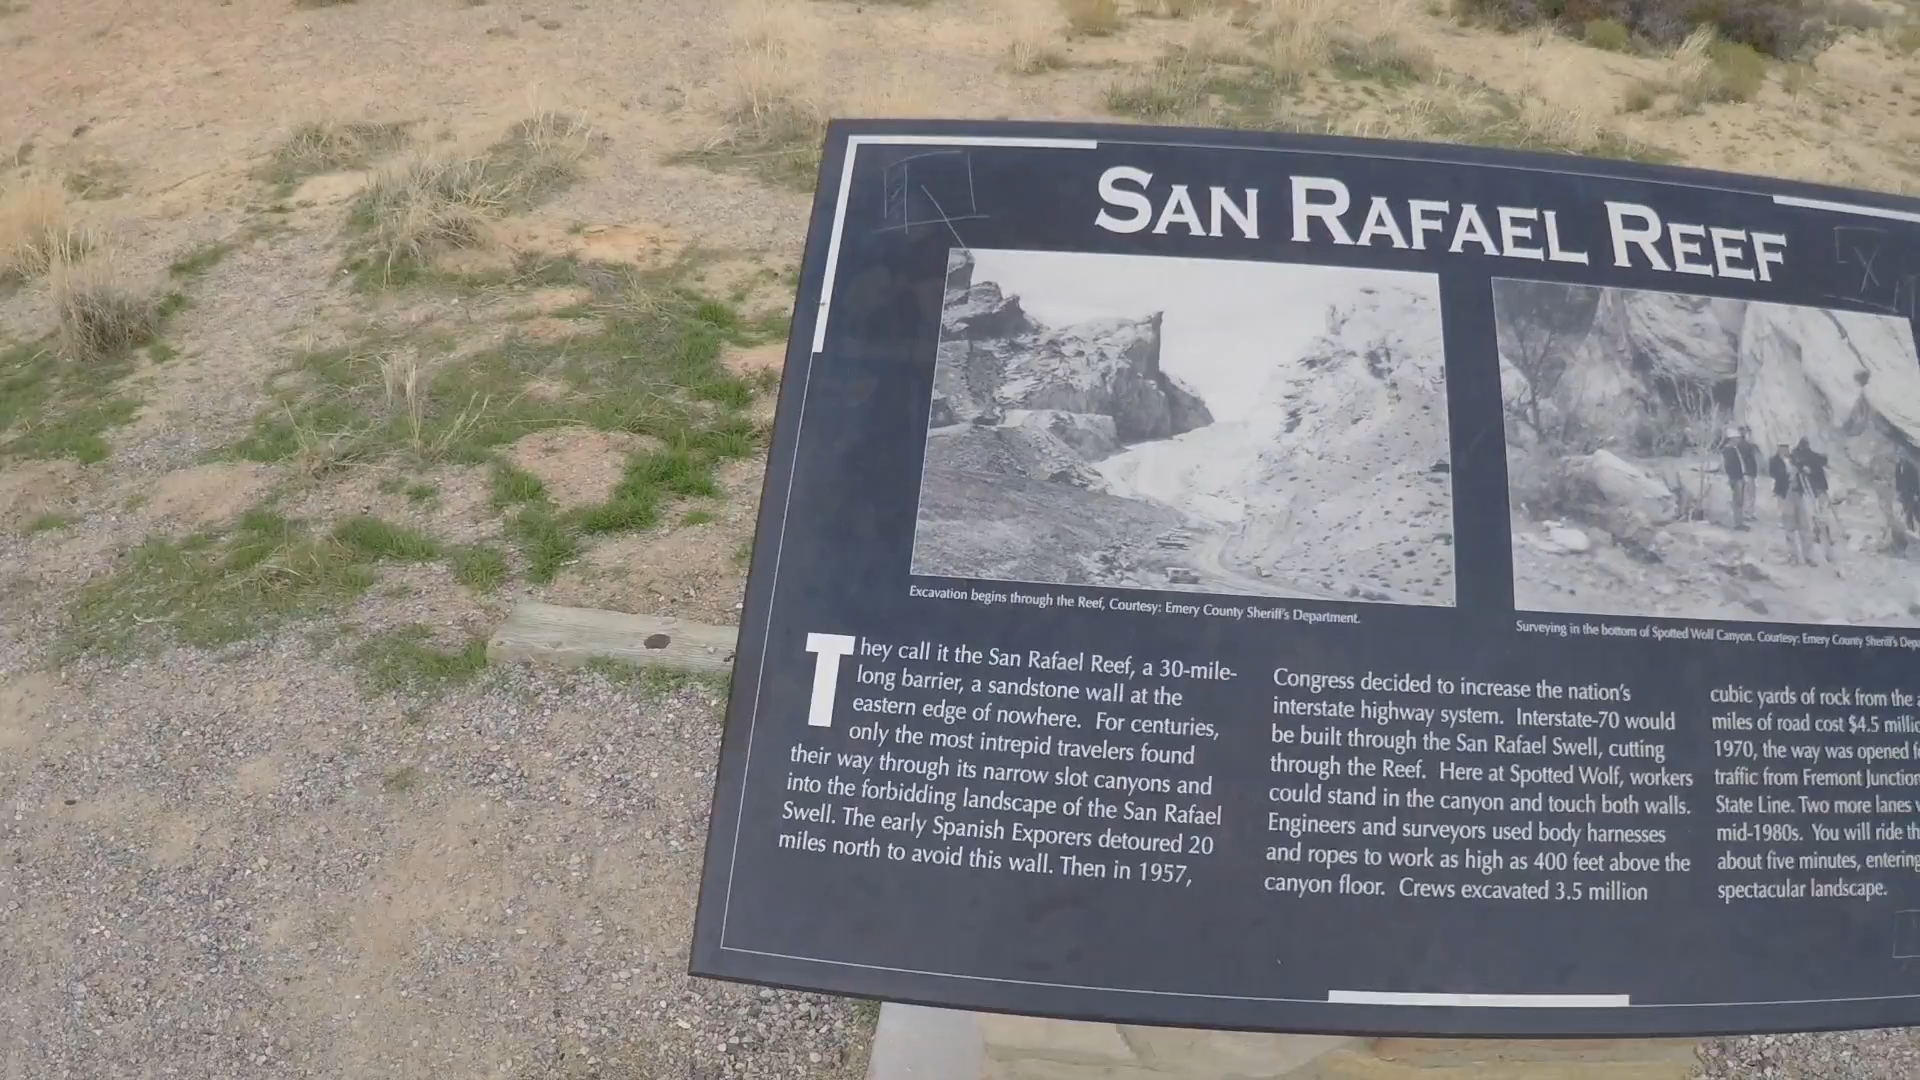 SAN RAFAEL REEF
Excavation begins through the Reef, Courtesy: Emery County Sheriff's Department.
Surveying in the bottom of Spotted Wolf Canyon. Courtesy: Emery County Sheriff's
They call it the San Rafael Reef, a 30-mile-
long barrier, a sandstone wall at the
eastern edge of nowhere. For centuries,
only the most intrepid travelers found
their way through its narrow slot canyons and
into the forbidding landscape of the San Rafael
Swell. The early Spanish Exporers detoured 20
miles north to avoid this wall. Then in 1957,
Congress decided to increase the nation's
interstate highway system. Interstate-70 would
be built through the San Rafael Swell, cutting
through the Reef. Here at Spotted Wolf, workers
could stand in the canyon and touch both walls.
Engineers and surveyors used body harnesses
and ropes to work as high as 400 feet above the
canyon floor. Crews excavated 3.5 million
cubic yards of rock from the
miles of road cost $4.5
1970, the way was opened
traffic from Fremont Junction
State Line. Two more lanes
mid-1980s. You will ride
about five minutes, entering
spectacular landscape.